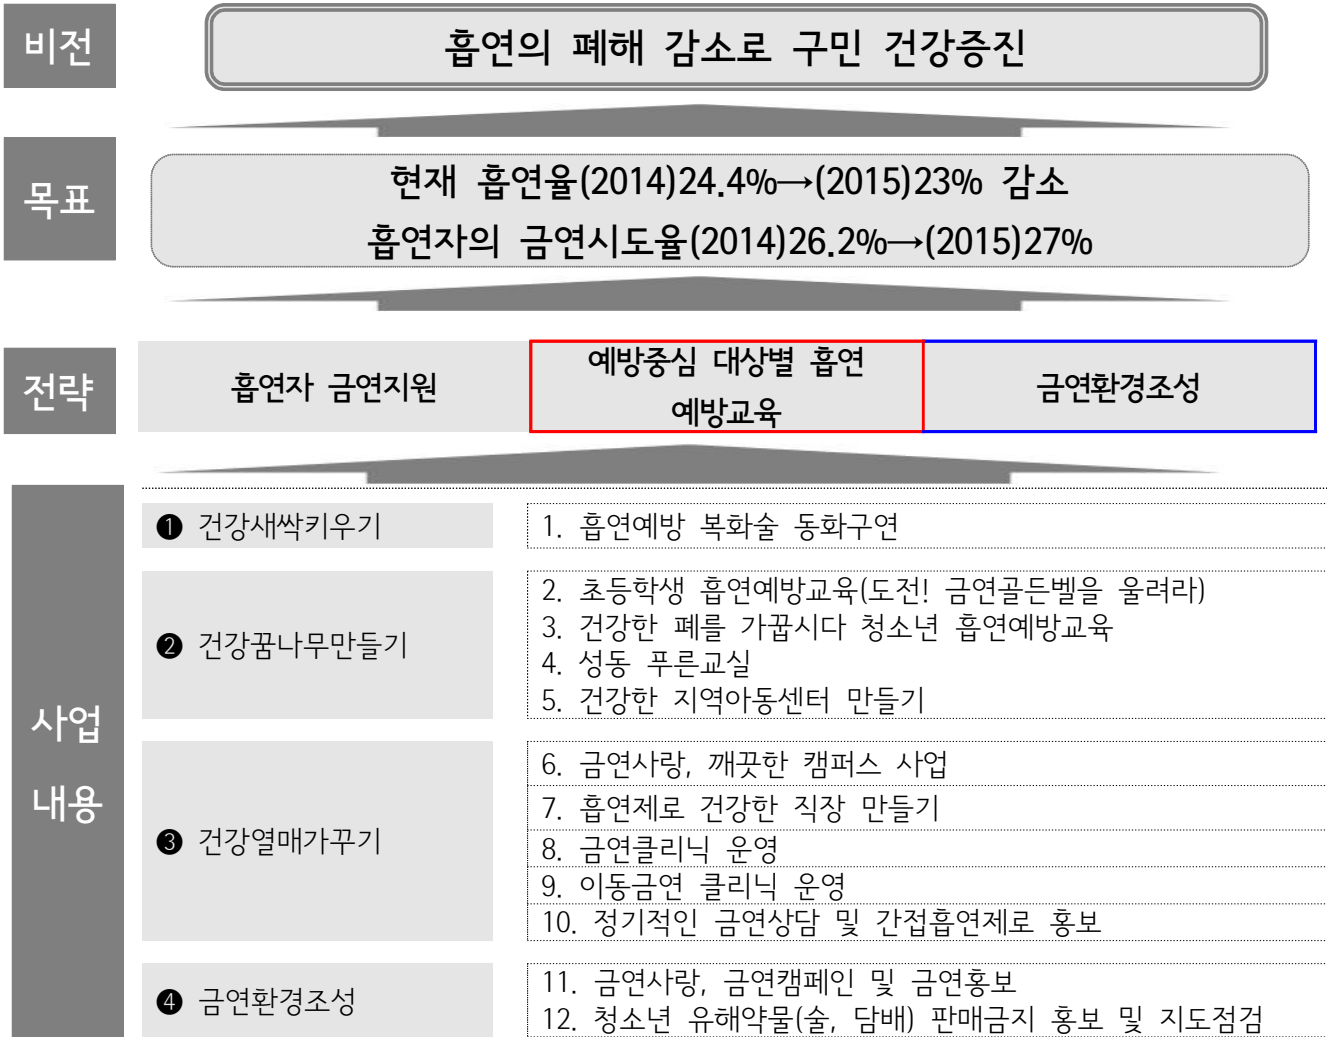 비전
흡연의 폐해 감소로 구민 건강증진
목표
현재 흡연율(2014)24.4%→(2015)23% 감소
흡연자의 금연시도율(2014)26.2%→(2015)27%
전략
흡연자 금연지원
예방중심 대상별 흡연
예방교육
금연환경조성
사업
내용
❶ 건강새싹키우기
1. 흡연예방 복화술 동화구연
❷ 건강꿈나무만들기
2. 초등학생 흡연예방교육(도전! 금연골든벨을 울려라)
3. 건강한 폐를 가꿉시다 청소년 흡연예방교육
4. 성동 푸른교실
5. 건강한 지역아동센터 만들기
❸ 건강열매가꾸기
6. 금연사랑, 깨끗한 캠퍼스 사업
7. 흡연제로 건강한 직장 만들기
8. 금연클리닉 운영
9. 이동금연 클리닉 운영
10. 정기적인 금연상담 및 간접흡연제로 홍보
❹ 금연환경조성
11. 금연사랑, 금연캠페인 및 금연홍보
12. 청소년 유해약물(술, 담배) 판매금지 홍보 및 지도점검